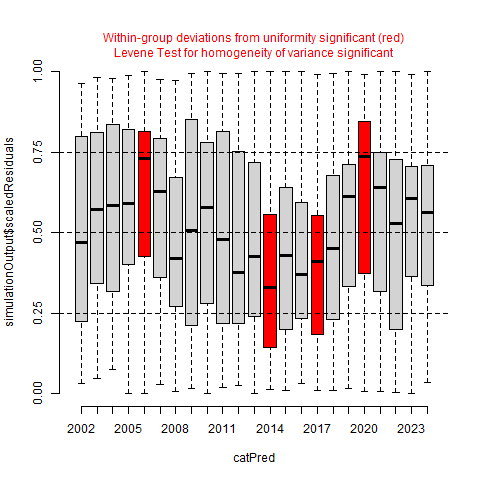 Within-group deviations from uniformity significant (red)
Levene Test for homogeneity of variance significant
simulationOutput$scaledResiduals
1.00
0.75
0.50
0.25
0.00
2002 2005 2008 2011 2014 2017 2020 2023
catPred